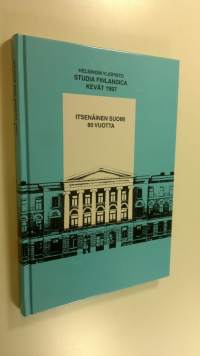 HELSINGIN YLIOPISTO
STUDIA FINLANDICA
KEVÄT 1997
ITSENÄINEN SUOMI
80 VUOTTA